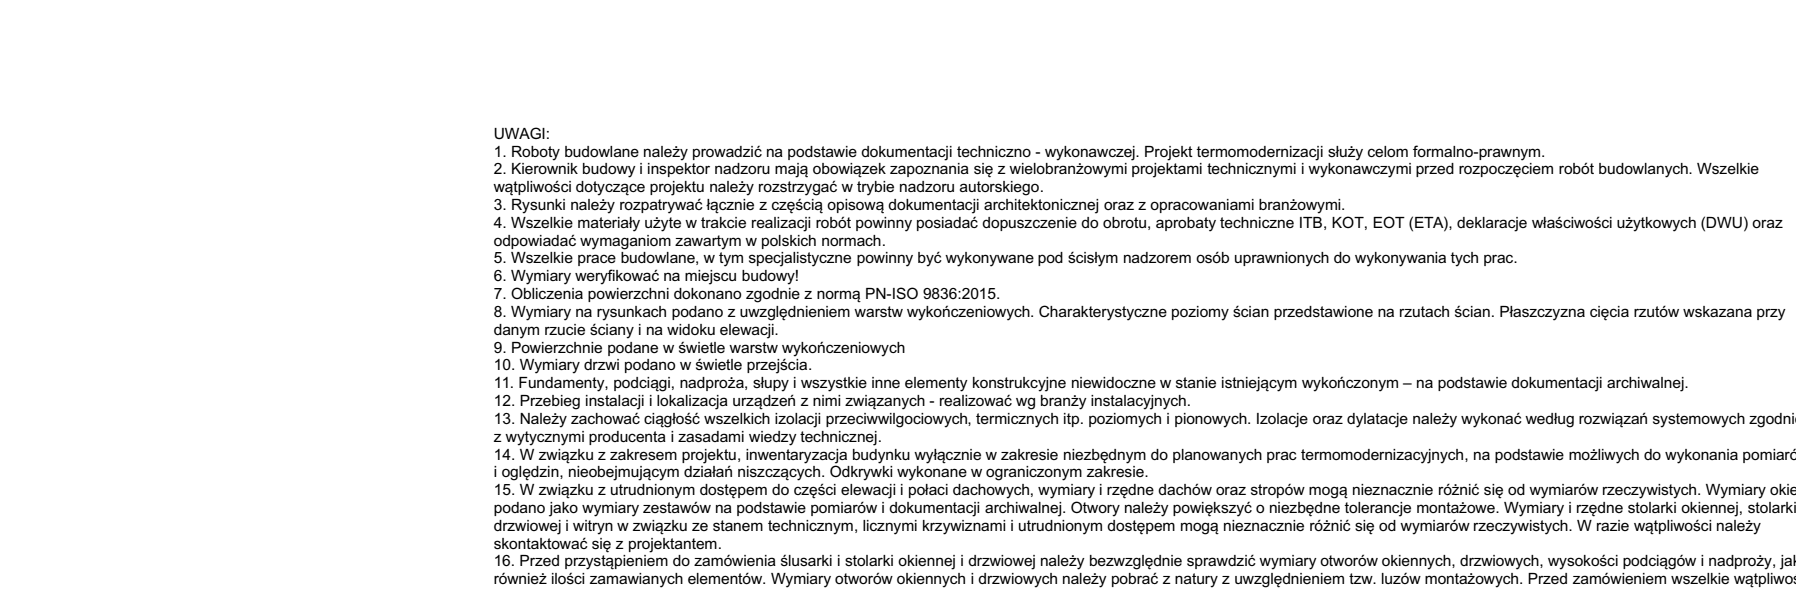 UWAGI:
1. Roboty budowlane należy prowadzić na podstawie dokumentacji techniczno - wykonawczej. Projekt termomodernizacji służy celom formalno-prawnym.
2. Kierownik budowy i inspektor nadzoru mają obowiązek zapoznania się z wielobranżowymi projektami technicznymi i wykonawczymi przed rozpoczęciem robót budowlanych. Wszelkie
wątpliwości dotyczące projektu należy rozstrzygać w trybie nadzoru autorskiego.
3. Rysunki należy rozpatrywać łącznie z częścią opisową dokumentacji architektonicznej oraz z opracowaniami branżowymi.
4. Wszelkie materiały użyte w trakcie realizacji robót powinny posiadać dopuszczenie do obrotu, aprobaty techniczne ITB, KOT, EOT (ETA), deklaracje właściwości użytkowych (DWU) oraz
odpowiadać wymaganiom zawartym w polskich normach.
5. Wszelkie prace budowlane, w tym specjalistyczne powinny być wykonywane pod ścisłym nadzorem osób uprawnionych do wykonywania tych prac.
6. Wymiary weryfikować na miejscu budowy!
7. Obliczenia powierzchni dokonano zgodnie z normą PN-ISO 9836:2015.
8. Wymiary na rysunkach podano z uwzględnieniem warstw wykończeniowych. Charakterystyczne poziomy ścian przedstawione na rzutach ścian. Płaszczyzna cięcia rzutów wskazana przy
danym rzucie ściany i na widoku elewacji.
9. Powierzchnie podane w świetle warstw wykończeniowych
10. Wymiary drzwi podano w świetle przejścia.
11. Fundamenty, podciągi, nadproża, słupy i wszystkie inne elementy konstrukcyjne niewidoczne w stanie istniejącym wykończonym – na podstawie dokumentacji archiwalnej.
12. Przebieg instalacji i lokalizacja urządzeń z nimi związanych - realizować wg branży instalacyjnych.
13. Należy zachować ciągłość wszelkich izolacji przeciwwilgociowych, termicznych itp. poziomych i pionowych. Izolacje oraz dylatacje należy wykonać według rozwiązań systemowych zgodnie
z wytycznymi producenta i zasadami wiedzy technicznej.
14. W związku z zakresem projektu, inwentaryzacja budynku wyłącznie w zakresie niezbędnym do planowanych prac termomodernizacyjnych, na podstawie możliwych do wykonania
i oględzin, nieobejmującym działań niszczących. Odkrywki wykonane w ograniczonym zakresie.
15. W związku z utrudnionym dostępem do części elewacji i połaci dachowych, wymiary i rzędne dachów oraz stropów mogą nieznacznie różnić się od wymiarów rzeczywistych. Wymiary
podano jako wymiary zestawów na podstawie pomiarów i dokumentacji archiwalnej. Otwory należy powiększyć o niezbędne tolerancje montażowe. Wymiary i rzędne stolarki okiennej, stolarki
drzwiowej i witryn w związku ze stanem technicznym, licznymi krzywiznami i utrudnionym dostępem mogą nieznacznie różnić się od wymiarów rzeczywistych. W razie wątpliwości należy
skontaktować się z projektantem.
16. Przed przystąpieniem do zamówienia ślusarki i stolarki okiennej i drzwiowej należy bezwzględnie sprawdzić wymiary otworów okiennych, drzwiowych, wysokości podciągów i nadproży,
również ilości zamawianych elementów. Wymiary otworów okiennych i drzwiowych należy pobrać z natury z uwzględnieniem tzw. luzów montażowych. Przed zamówieniem wszelkie